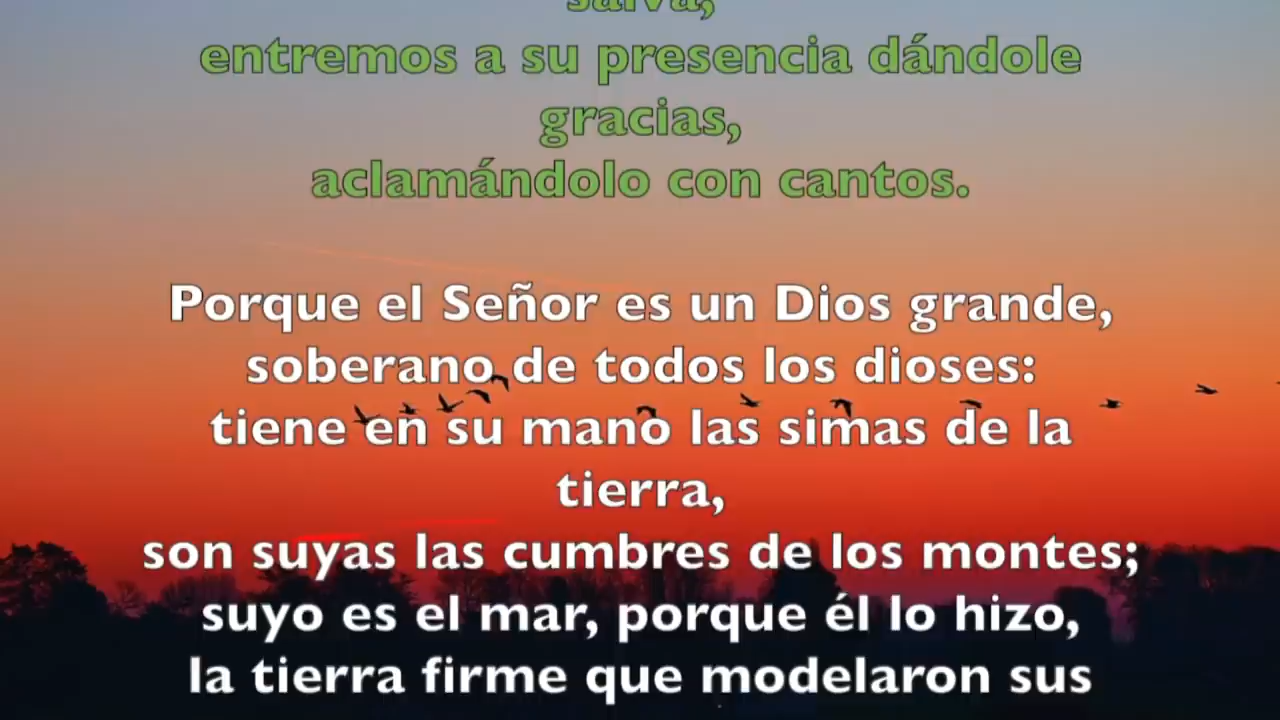 salva,
entremos a su presencia dándole
gracias,
aclamándolo con cantos.
Porque el Señor es un Dios grande,
soberano de todos los dioses:
tiene en su mano las simas de la
tierra,
son suyas las cumbres de los montes;
suyo es el mar, porque él lo hizo,
la tierra firme que modelaron sus